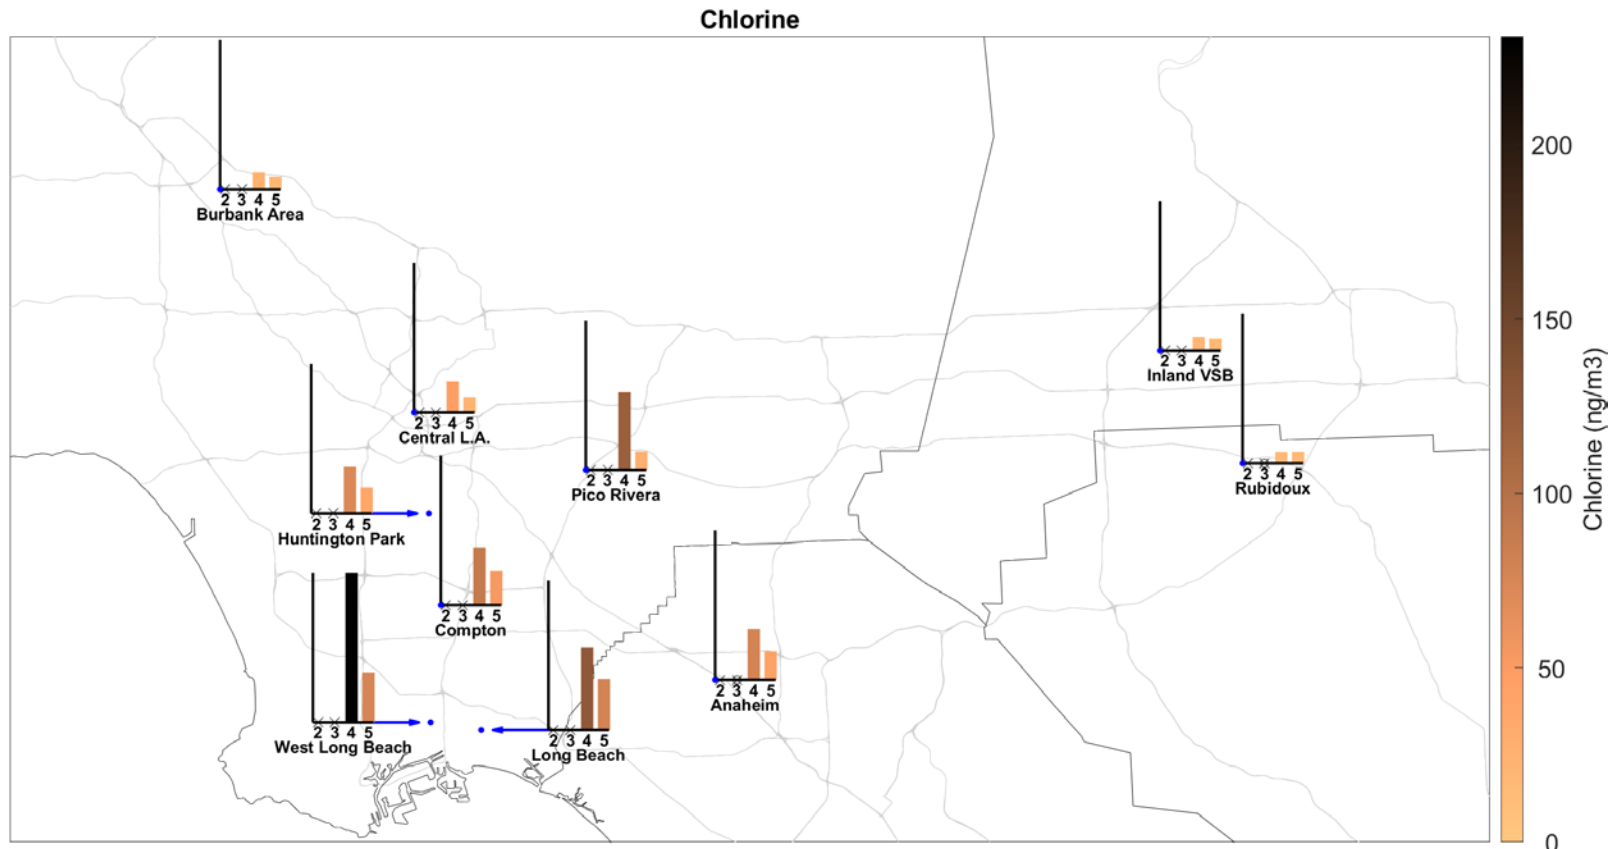 Chlorine
2 3 4 5
Burbank Area
2 3 4 5
Inland VSB
2 3 4 5
Central L.A.
2 3 4 5
Pico Rivera
2 3 4 5
Rubidoux
2 3 4 5
Huntington Park
2 3 4 5
Compton
2 3 4 5
Anaheim
2 3 4 5
West Long Beach
2 3 4 5
Long Beach
200
150
100
50
0
Chlorine (ng/m3)